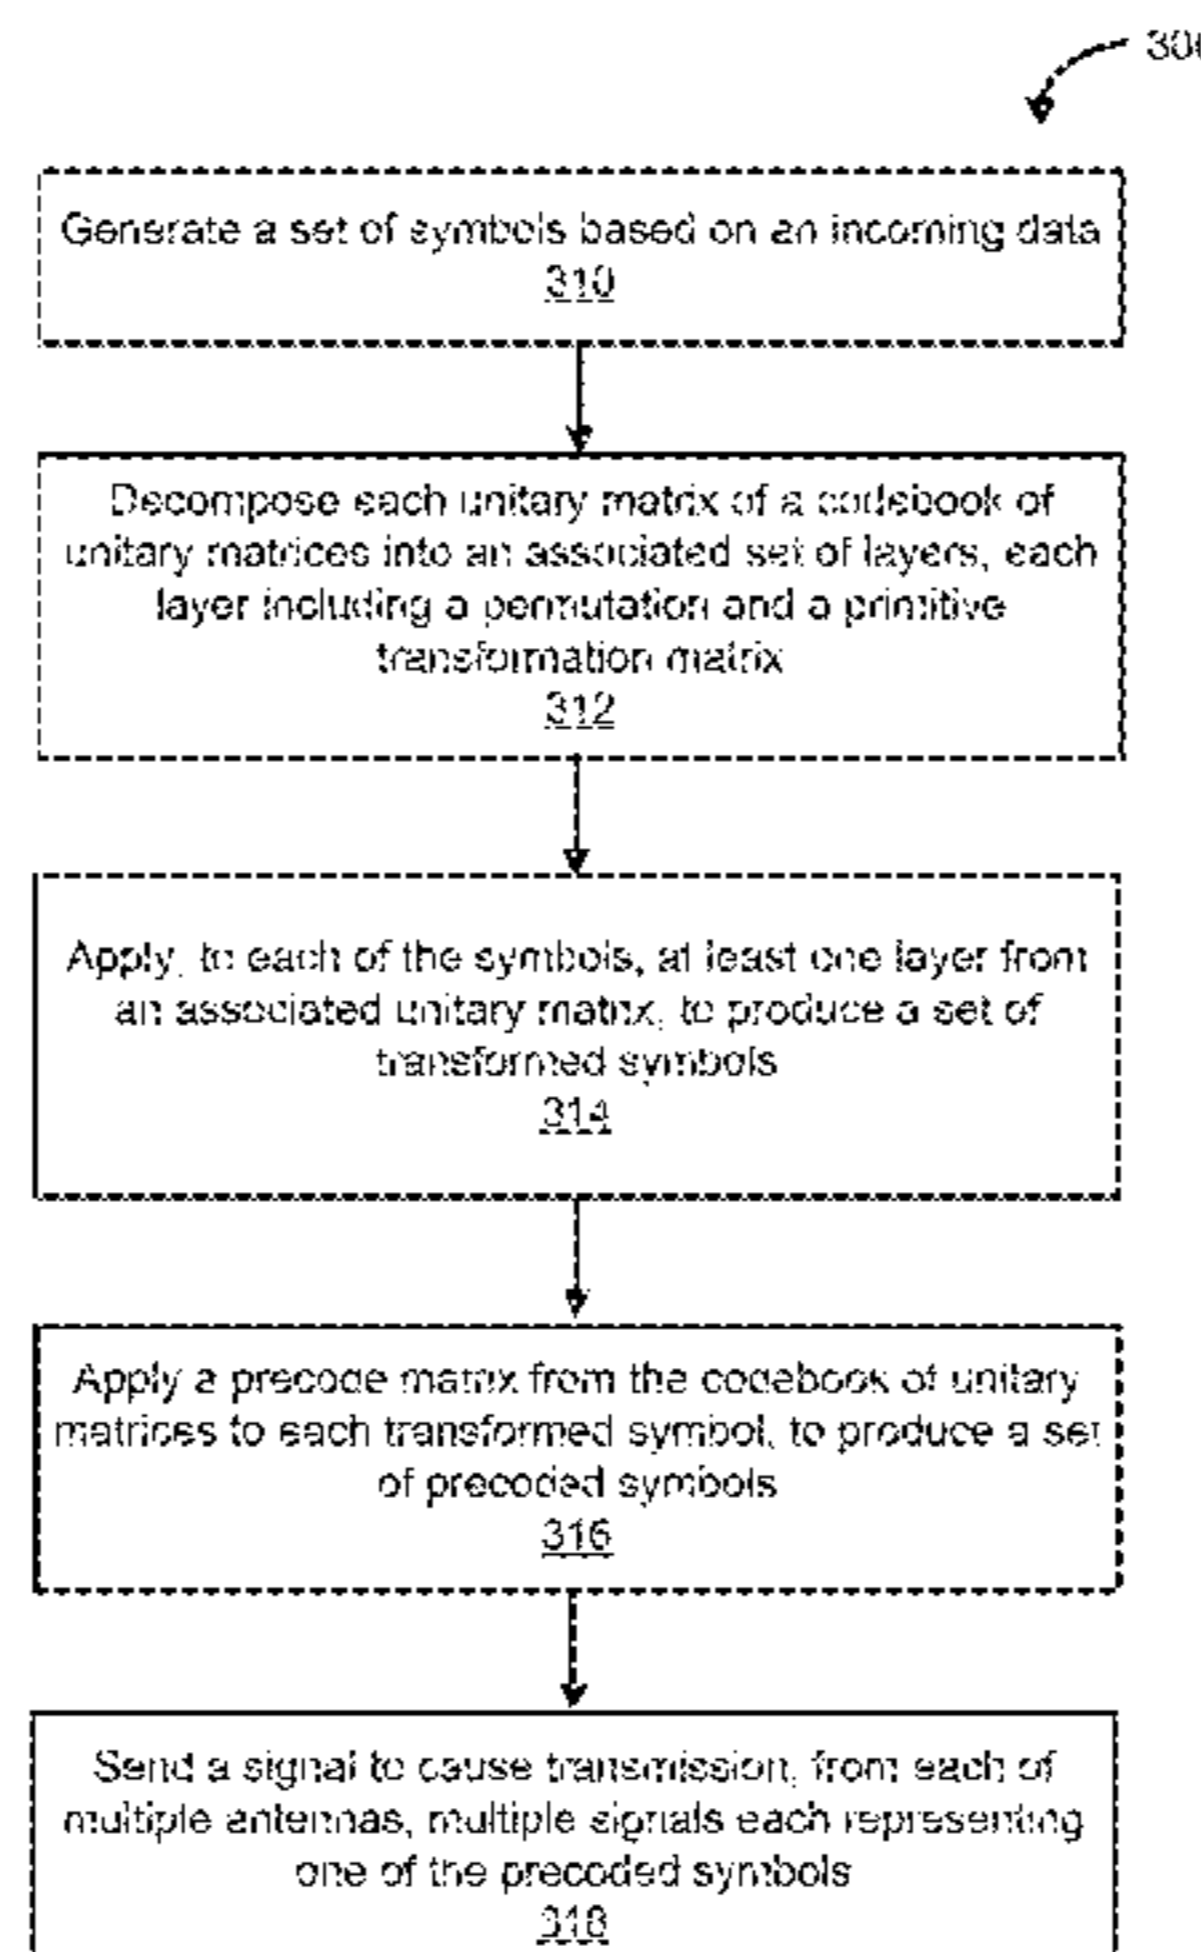 300
Generate a set of symbols based on an incoming data
310
Decompose each unitary matrix of a codebook of
unitary matrices into an associated set of layers, each
layer including a permutation and a primitive
transformation matrix
312
Apply, to each of the symbols, at least one layer from
an associated unitary matrix, to produce a set of
transformed symbols
314
Apply a precode matrix from the codebook of unitary
matrices to each transformed symbol, to produce a set
of precoded symbols
316
Send a signal to cause transmission, from each of
multiple antennas, multiple signals each representing
one of the precoded symbols
318